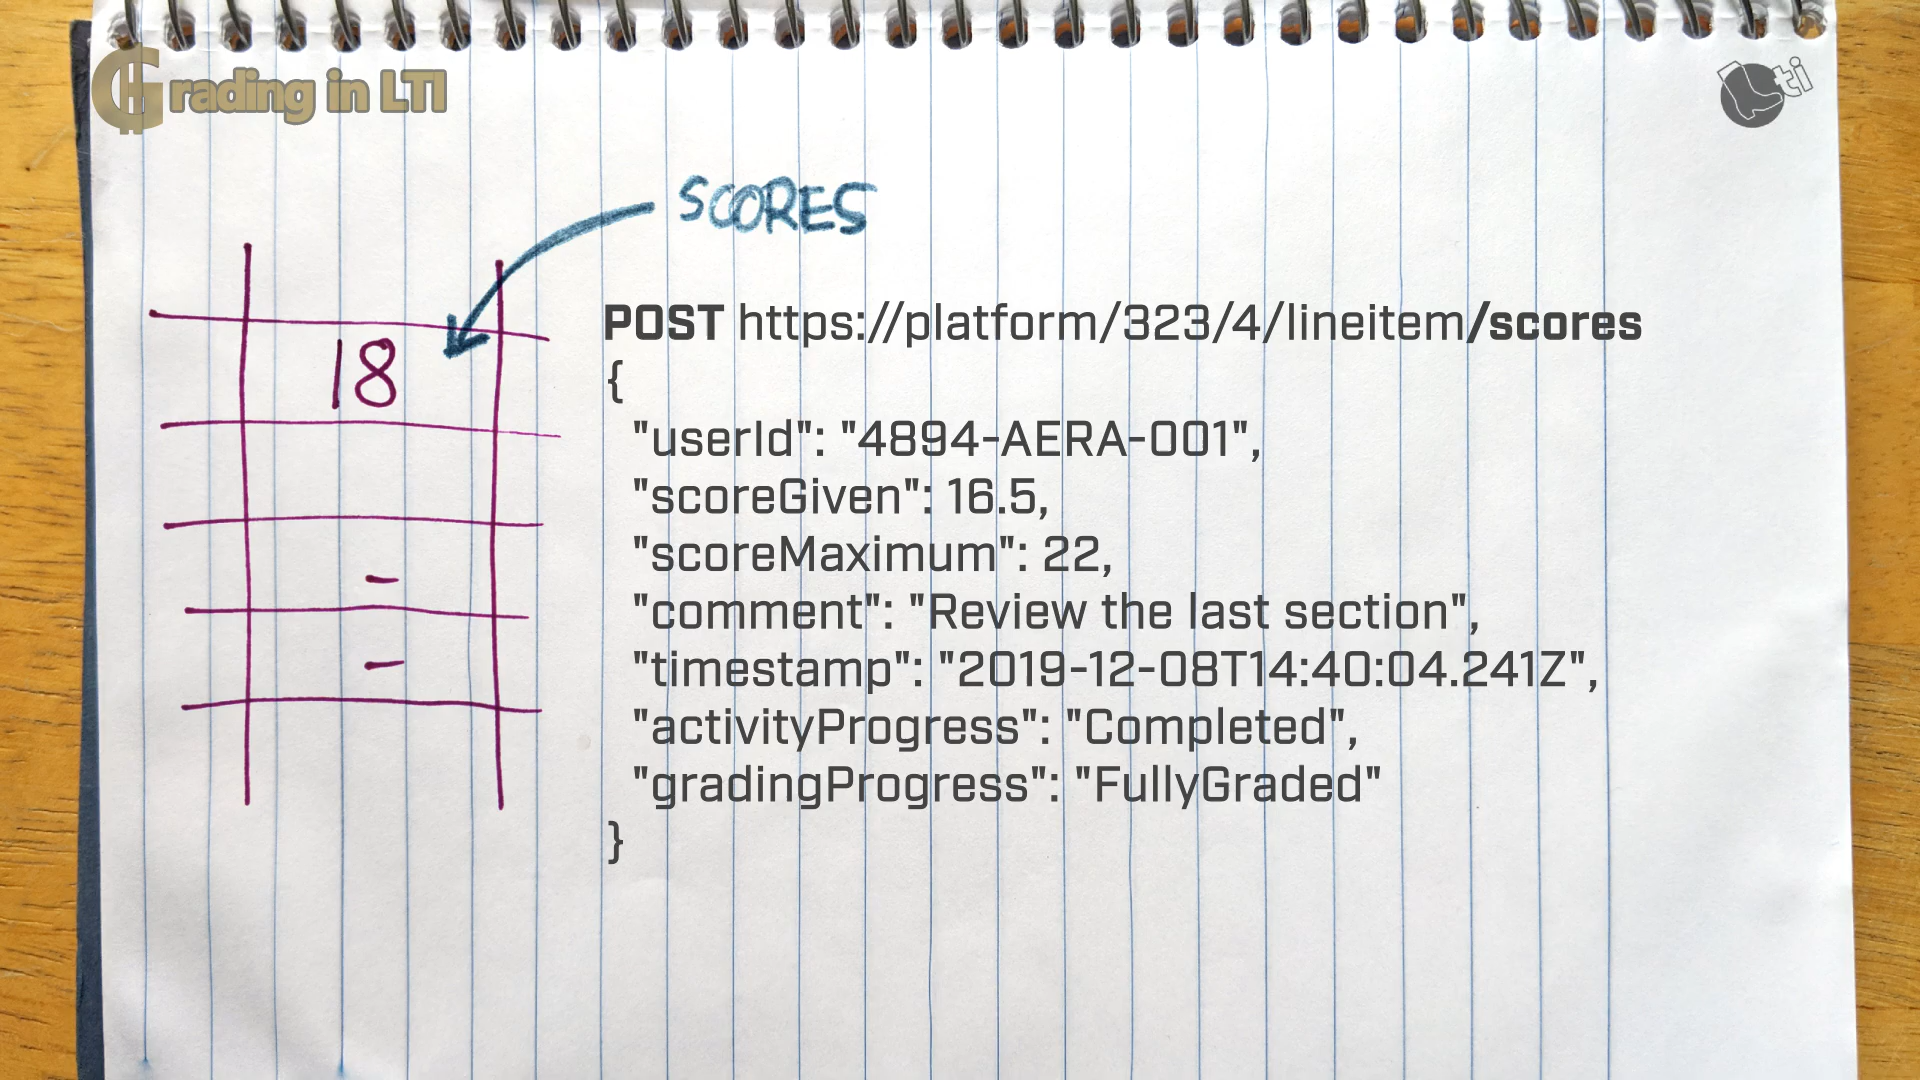 Grading in LTI
lti
SCORES
18
-
-
POST https://platform/323/4/lineitem/scores
{
"userId": "4894-AERA-001",
"scoreGiven": 16.5,
"scoreMaximum": 22,
"comment": "Review the last section",
"timestamp": "2019-12-08T14:40:04.241Z",
"activityProgress": "Completed",
"gradingProgress": "FullyGraded"
}